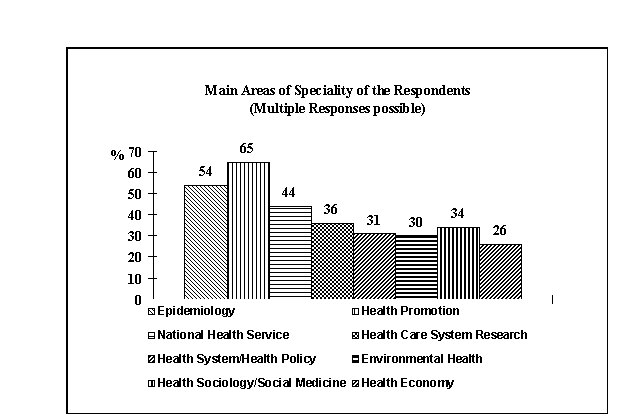 Main Areas of Speciality of the Respondents
(Multiple Responses possible)
%
70
60
50
40
30
20
10
0
54
65
44
36
31
30
34
26
Epidemiology
Health Promotion
National Health Service
Health Care System Research
Health System/Health Policy
Environmental Health
Health Sociology/Social Medicine
Health Economy